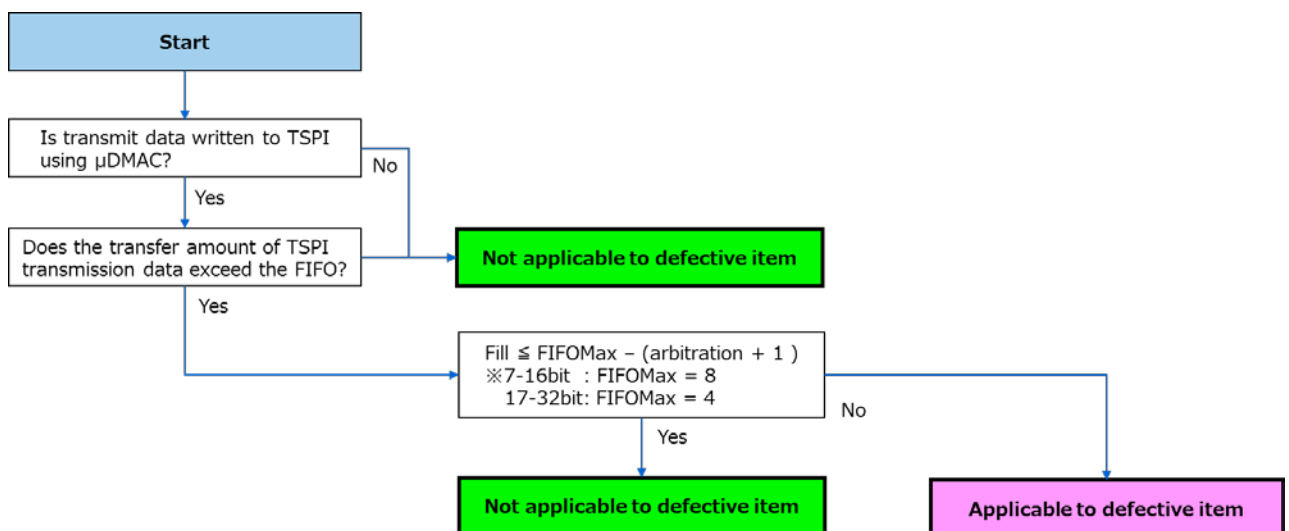 Start
Is transmit data written to TSPI
using μDMAC?
No
Yes
Does the transfer amount of TSPI
transmission data exceed the FIFO?
Not applicable to defective item
Yes
Fill ≦ FIFOMax – (arbitration + 1 )
※7-16bit : FIFOMax = 8
17-32bit: FIFOMax = 4
No
Yes
Not applicable to defective item
Applicable to defective item